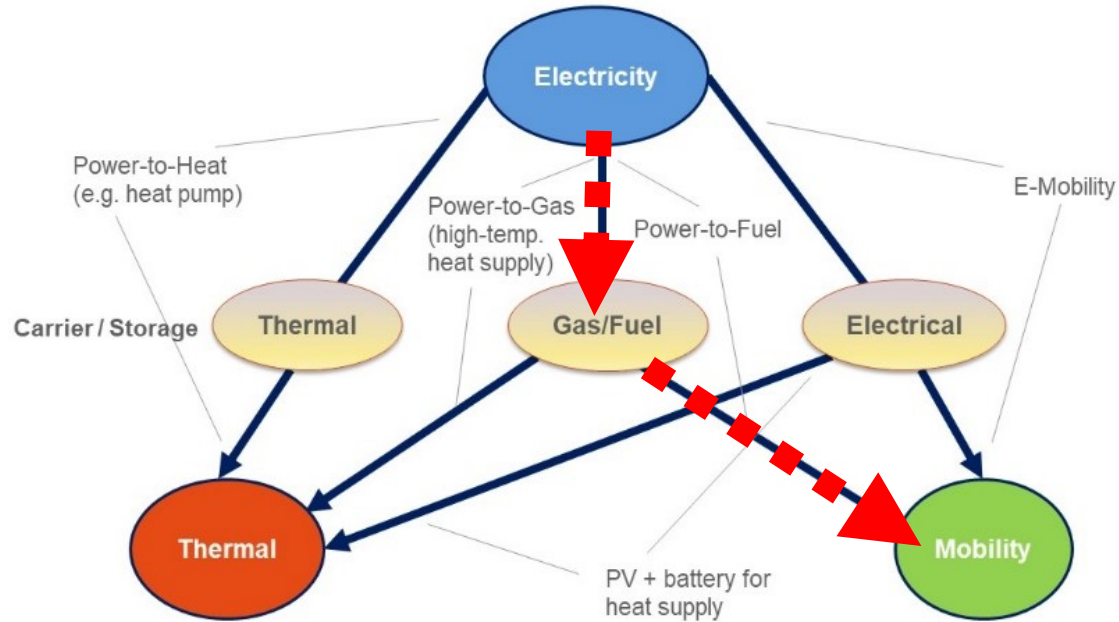 Electricity
Power-to-Heat
(e.g. heat pump)
Power-to-Gas
(high-temp.
heat supply)
Power-to-Fuel
E-Mobility
Carrier / Storage
Thermal
Gas/Fuel
Electrical
Thermal
Mobility
PV + battery for
heat supply